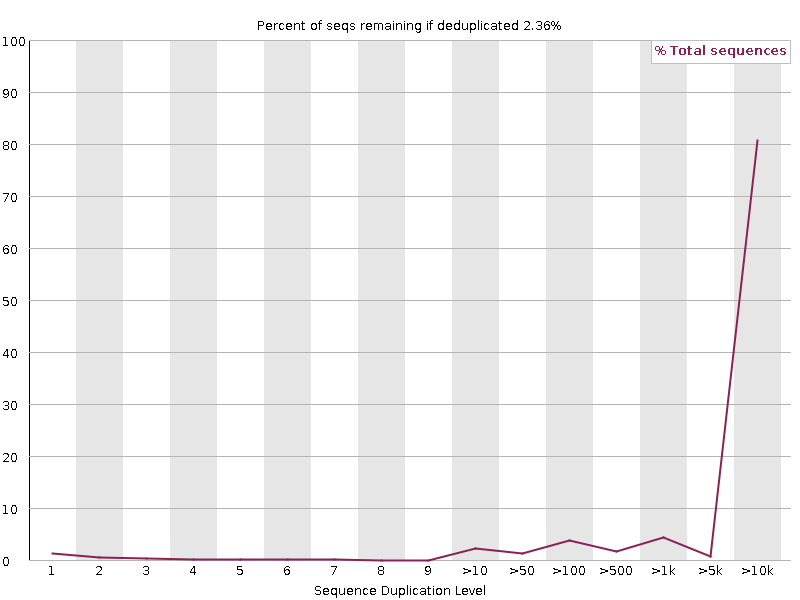 Percent of seqs remaining if deduplicated 2.36%
% Total sequences
100
90
80
70
60
50
40
30
20
10
0
1 2 3 4 5 6 7 8 9 >10 >50 >100 >500 >1k >5k >10k
Sequence Duplication Level